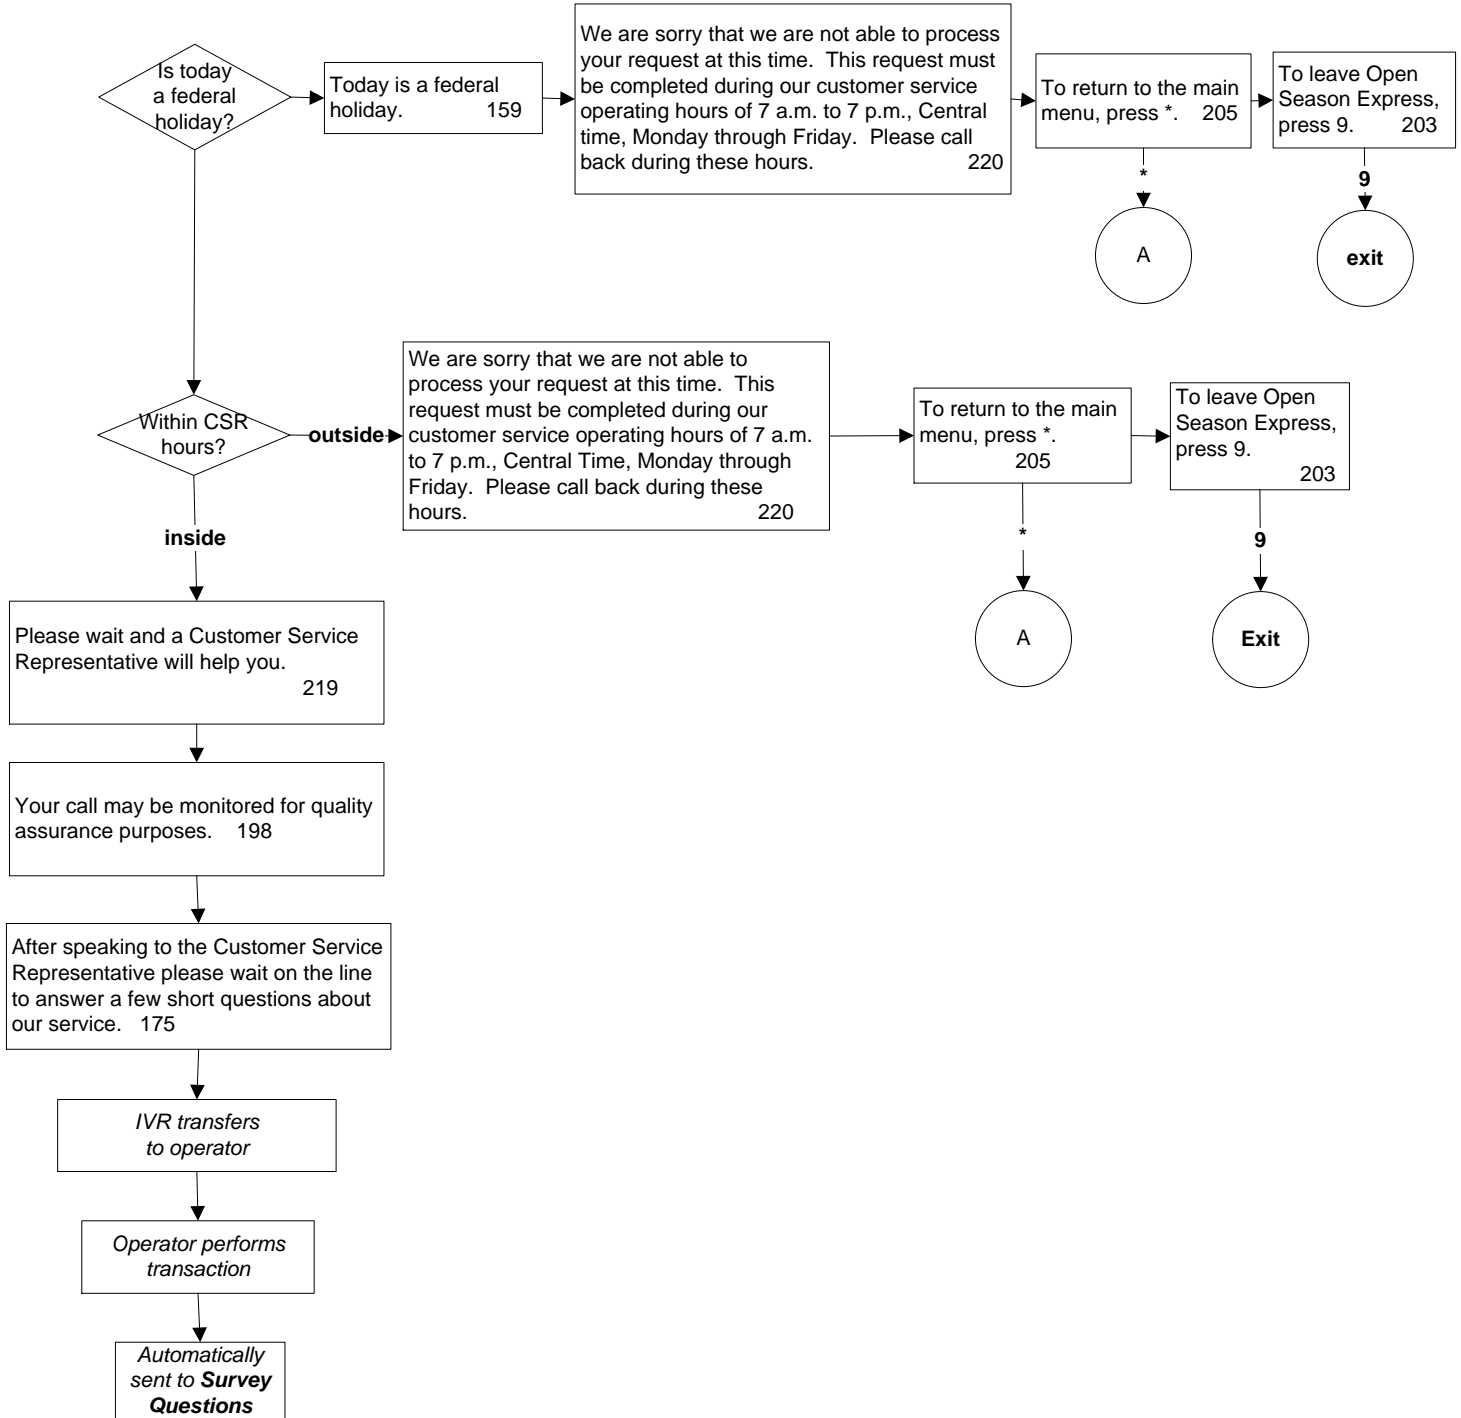 Is today
a federal
holiday?
Today is a federal
holiday. 159
We are sorry that we are not able to process
your request at this time. This request must
be completed during our customer service
operating hours of 7 a.m. to 7 p.m., Central
time, Monday through Friday. Please call
back during these hours. 220
To return to the main
menu, press *. 205
To leave Open
Season Express,
press 9. 203
*
9
A
exit
Within CSR
hours?
outside
We are sorry that we are not able to
process your request at this time. This
request must be completed during our
customer service operating hours of 7 a.m.
to 7 p.m., Central Time, Monday through
Friday. Please call back during these
hours. 220
To return to the main
menu, press *.
205
To leave Open
Season Express,
press 9.
203
*
9
A
Exit
inside
Please wait and a Customer Service
Representative will help you.
219
Your call may be monitored for quality
assurance purposes. 198
After speaking to the Customer Service
Representative please wait on the line
to answer a few short questions about
our service. 175
IVR transfers
to operator
Operator performs
transaction
Automatically
sent to Survey
Questions